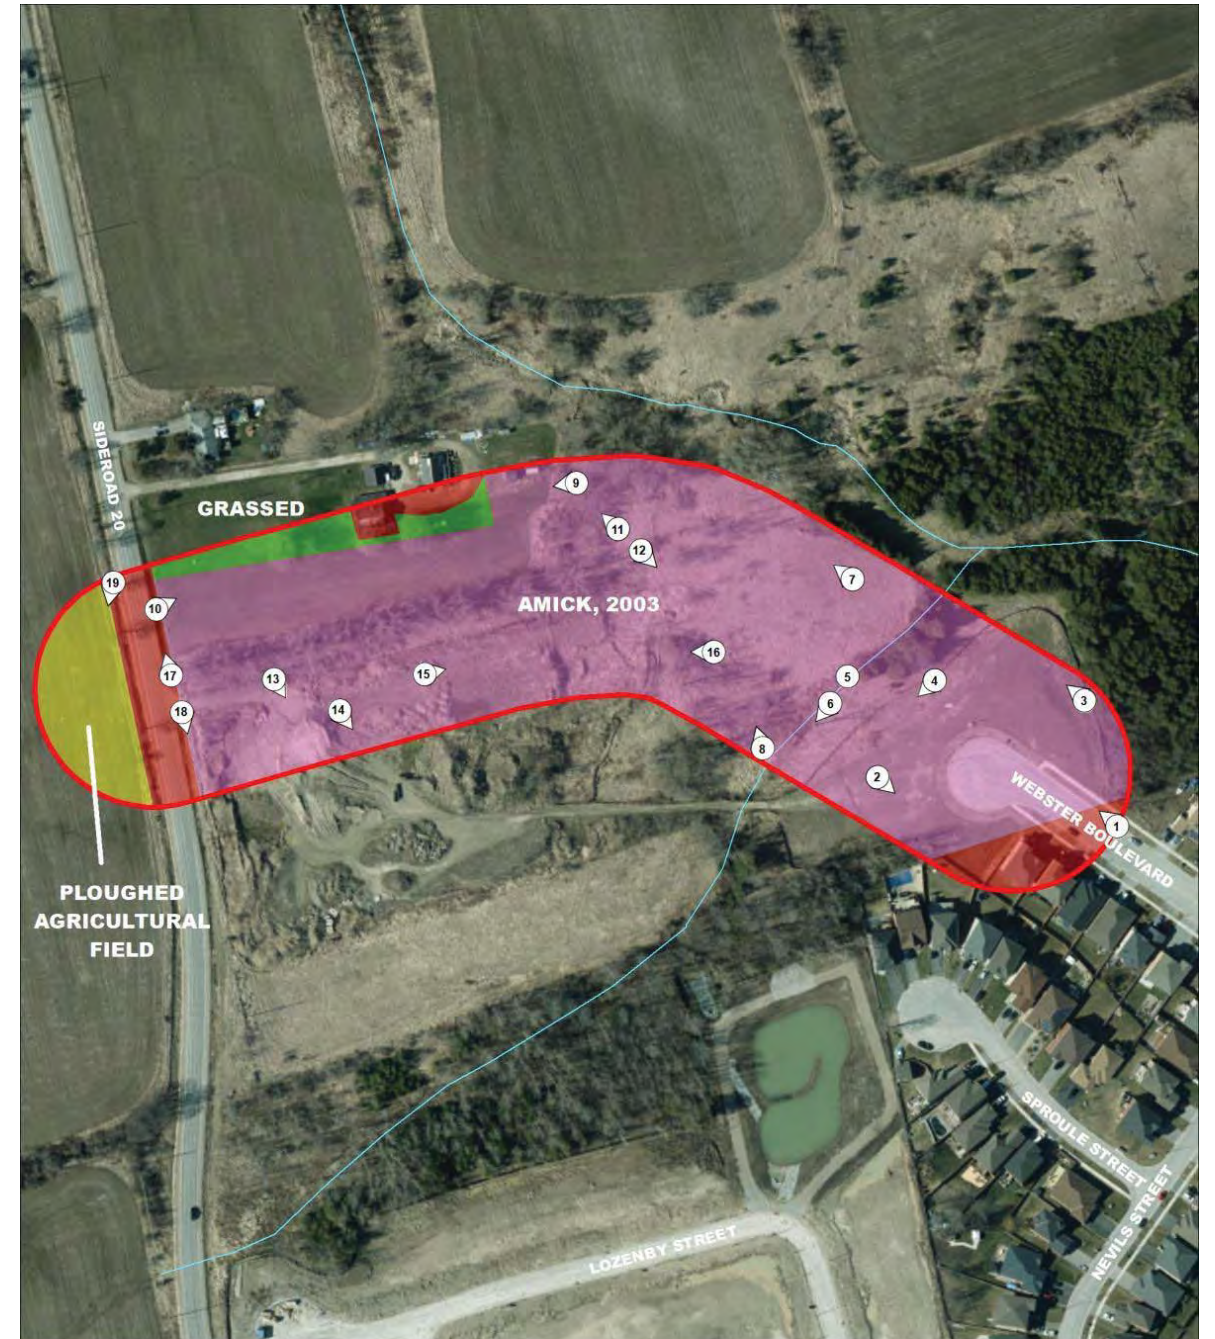 SIDEROAD 20
GRASSED
9
11
12
19
10
7
AMICK, 2003
17
13
15
16
5
4
3
18
14
6
8
2
1
WEBSTER BOULEVARD
PLOUGHED
AGRICULTURAL
FIELD
SPROULE STREET
NEVILS STREET
LOZENBY STREET